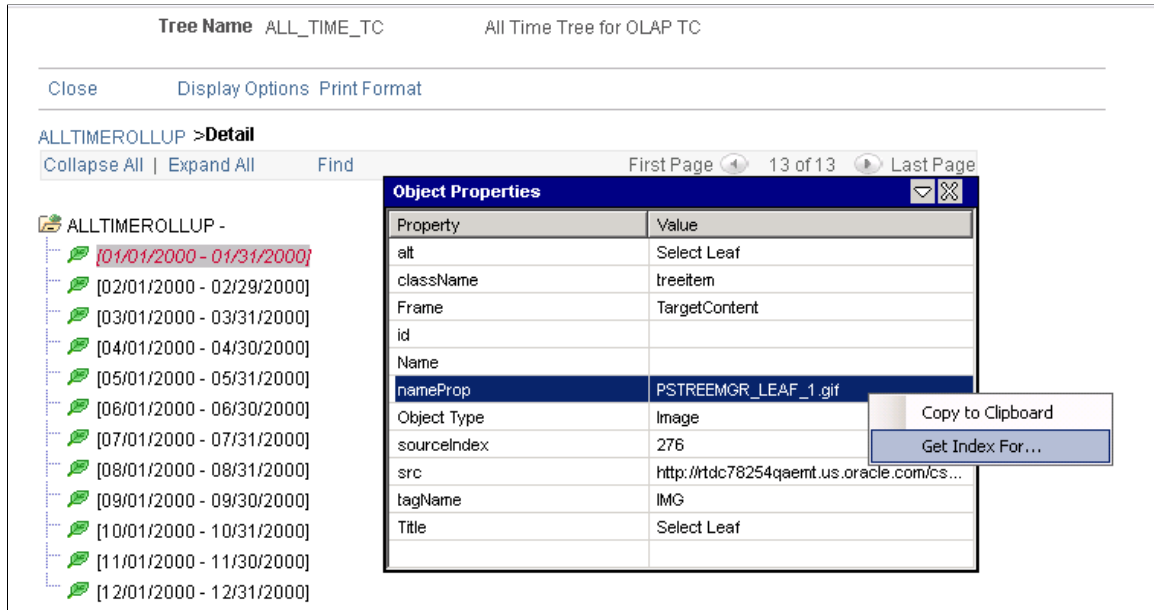 Tree Name ALL_TIME_TC All Time Tree for OLAP TC
Close Display Options Print Format
ALLTIMEROLLUP >Detail
Collapse All | Expand All Find First Page 13 of 13 Last Page
ALLTIMEROLLUP -
[01/01/2000 - 01/31/2000]
[02/01/2000 - 02/29/2000]
[03/01/2000 - 03/31/2000]
[04/01/2000 - 04/30/2000]
[05/01/2000 - 05/31/2000]
[06/01/2000 - 06/30/2000]
[07/01/2000 - 07/31/2000]
[08/01/2000 - 08/31/2000]
[09/01/2000 - 09/30/2000]
[10/01/2000 - 10/31/2000]
[11/01/2000 - 11/30/2000]
[12/01/2000 - 12/31/2000]
Object Properties
Property Value
alt Select Leaf
className treeitem
Frame TargetContent
id
Name
nameProp PSTREEMGR_LEAF_1.gif
Object Type Image
sourceIndex 276
src http://rtdc78254qaemt.us.oracle.com/cs...
tagName IMG
Title Select Leaf
Copy to Clipboard
Get Index For...